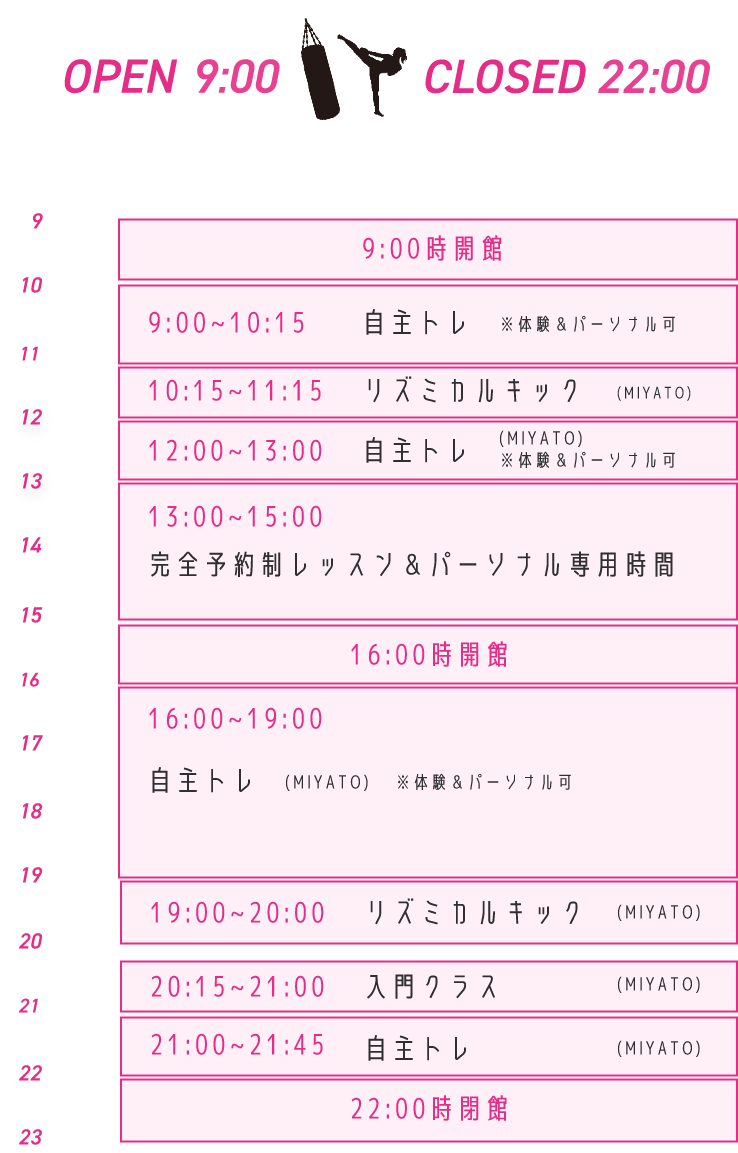 OPEN 9:00 CLOSED 22:00
9
9:00時開館
10
9:00~10:15 自主トレ ※体験&パーソナル可
11
10:15~11:15 リズミカルキック (MIYATO)
12
12:00~13:00 自主トレ (MIYATO)
※体験&パーソナル可
13
13:00~15:00
14
完全予約制レッスン&パーソナル専用時間
15
16:00時開館
16
16:00~19:00
17
自主トレ (MIYATO) ※体験&パーソナル可
18
19
19:00~20:00 リズミカルキック (MIYATO)
20
20:15~21:00 入門クラス (MIYATO)
21
21:00~21:45 自主トレ (MIYATO)
22
22:00時閉館
23